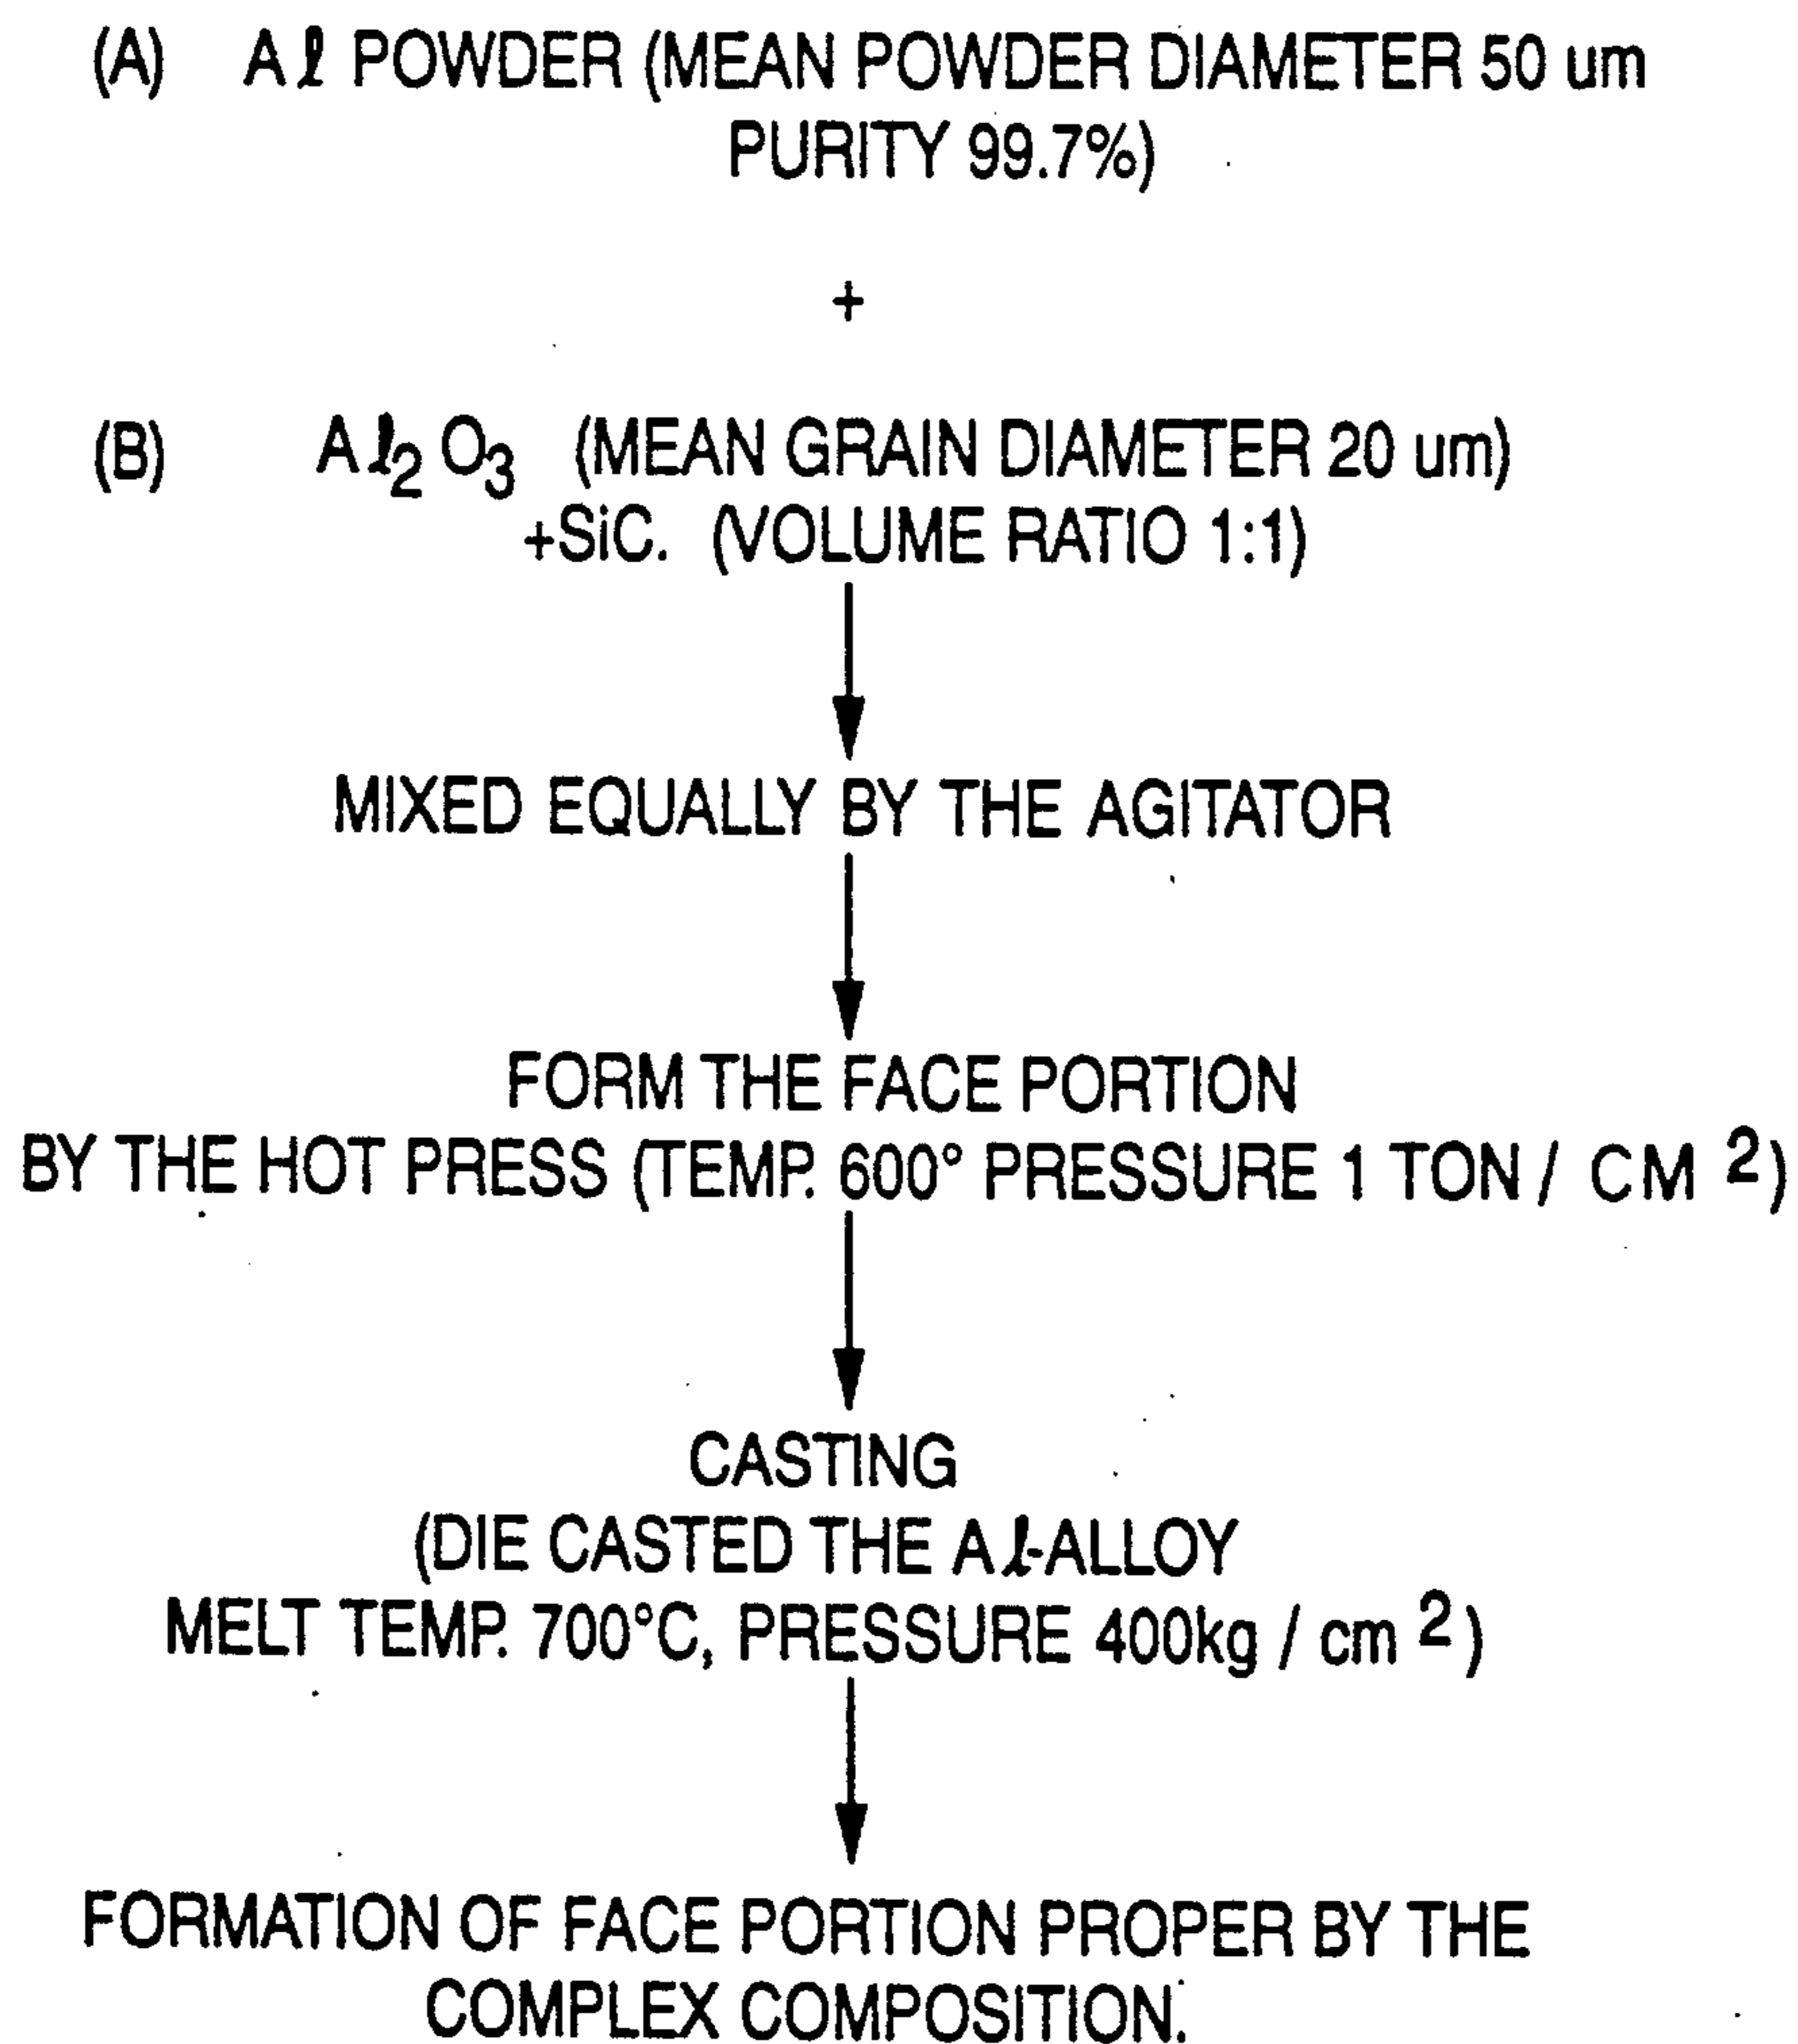 (A) Aℓ POWDER (MEAN POWDER DIAMETER 50 um
PURITY 99.7%)
+
(B) Aℓ₂ O₃ (MEAN GRAIN DIAMETER 20 um)
+SiC. (VOLUME RATIO 1:1)
MIXED EQUALLY BY THE AGITATOR
FORM THE FACE PORTION
BY THE HOT PRESS (TEMP. 600° PRESSURE 1 TON / CM ²)
CASTING
(DIE CASTED THE Aℓ-ALLOY
MELT TEMP. 700°C, PRESSURE 400kg / cm ²)
FORMATION OF FACE PORTION PROPER BY THE
COMPLEX COMPOSITION.